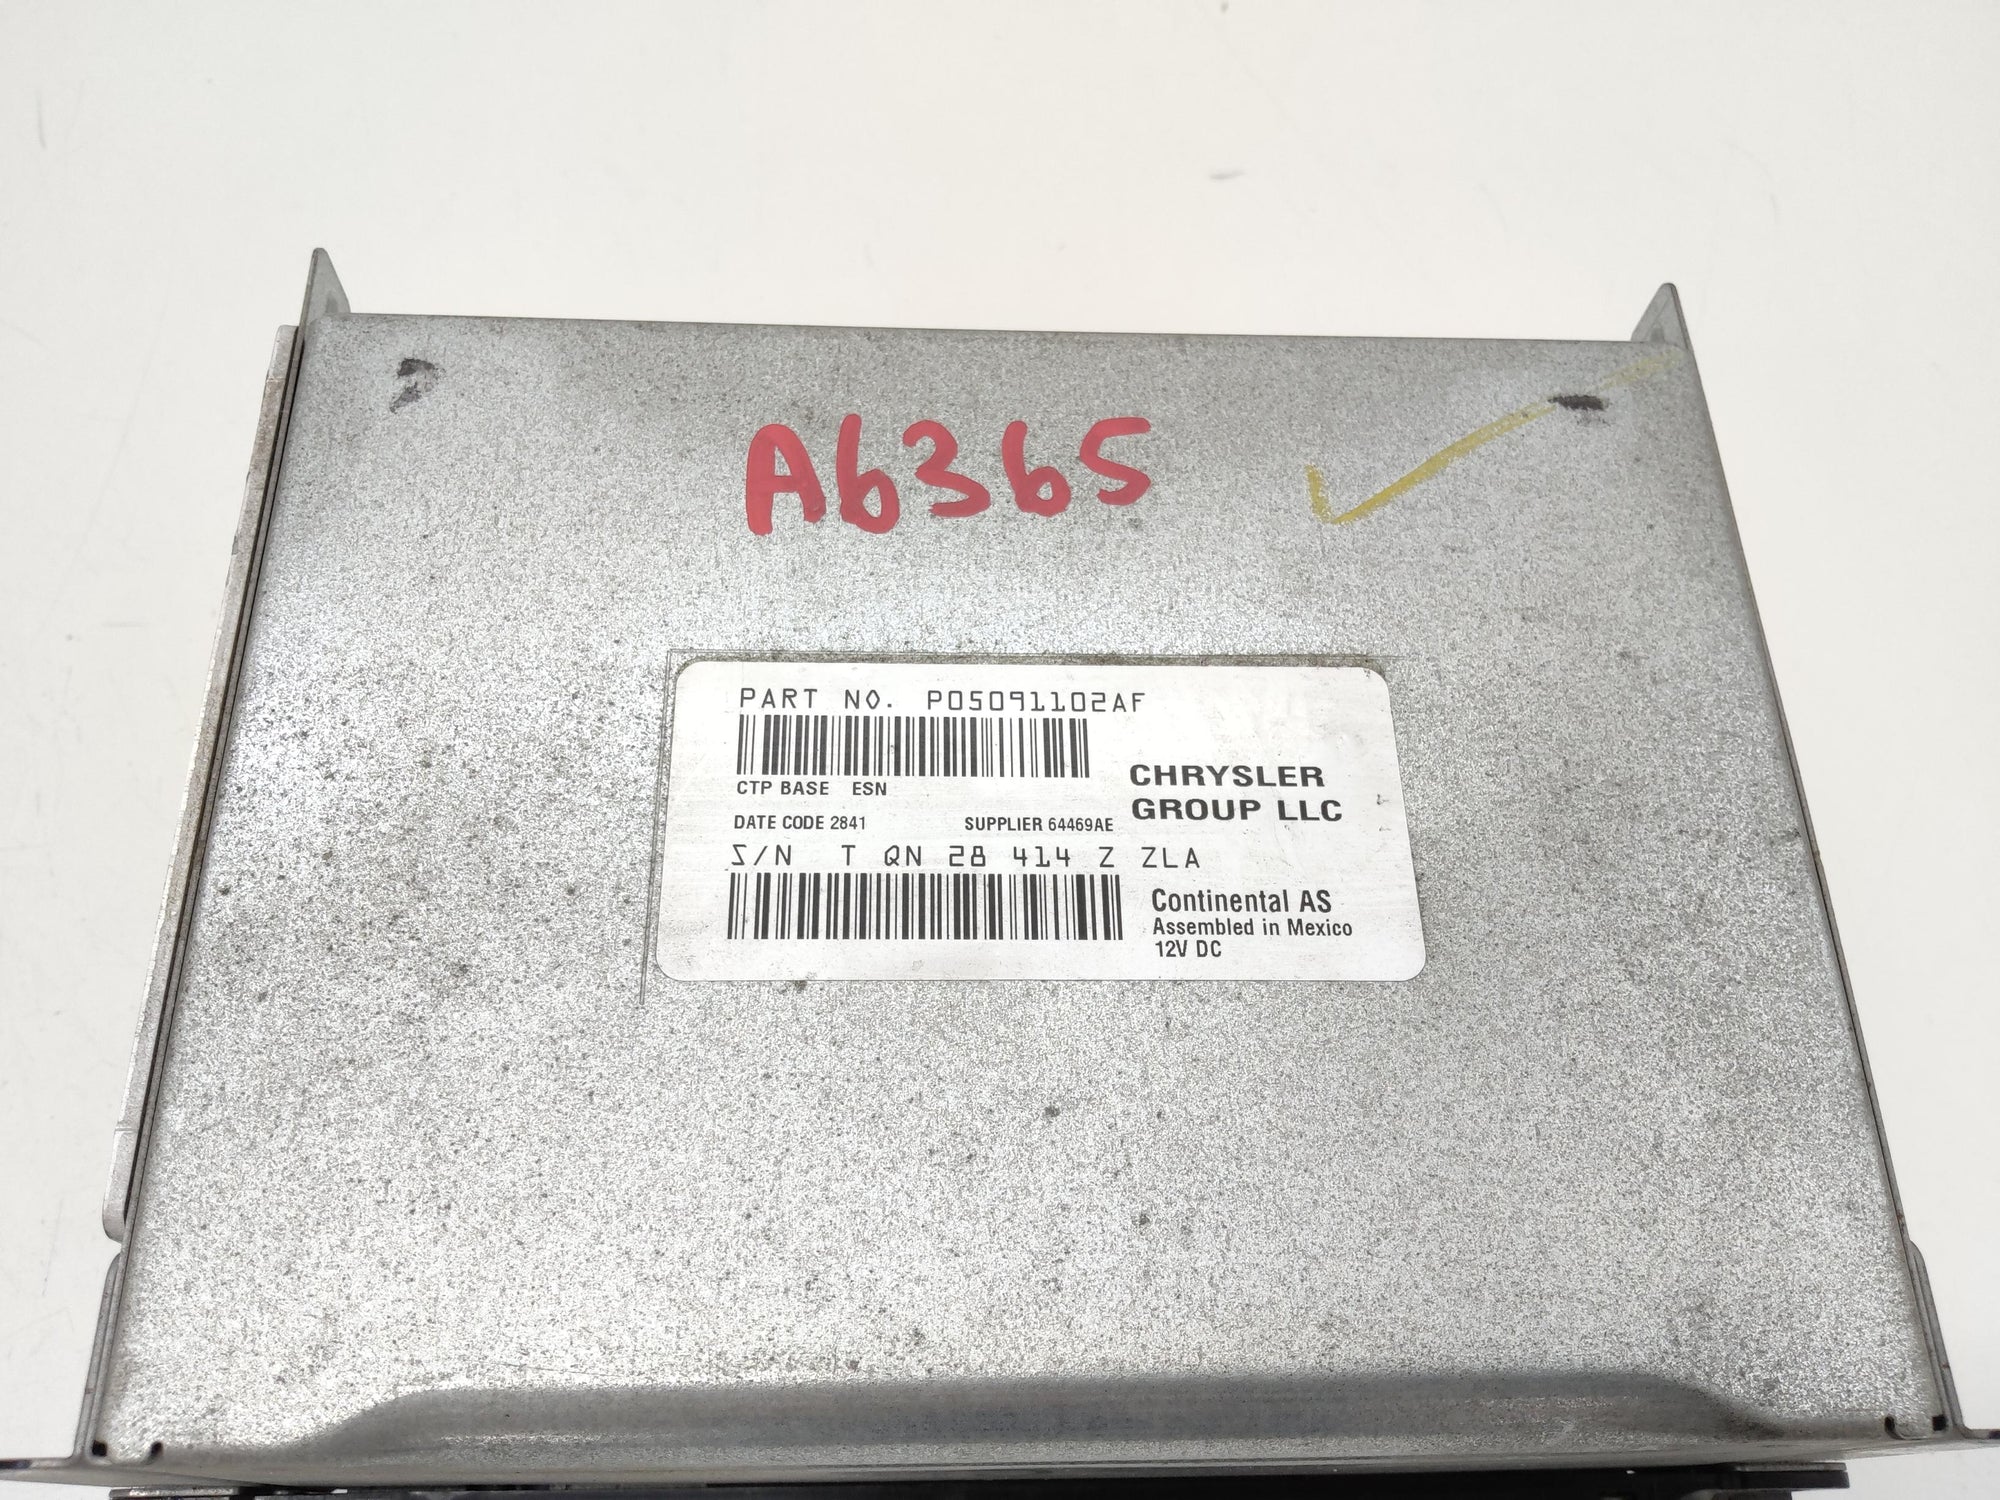 A6365
PART NO. P05091102AF
CTP BASE ESN
CHRYSLER
GROUP LLC
DATE CODE 2841 SUPPLIER 64469AE
S/N T QN 28 414 Z ZLA
Continental AS
Assembled in Mexico
12V DC